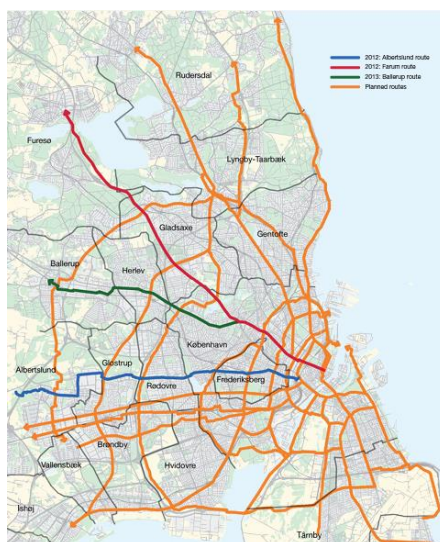 2012: Albertslund route
2012: Farum route
2013: Ballerup route
Planned routes
Rudersdal
Furesø
Lyngby-Taarbæk
Gladsaxe
Gentofte
Ballerup
Herlev
København
Albertslund
Glostrup
Rødovre
Frederiksberg
Brøndby
Vallensbæk
Hvidovre
Ishøj
Tårnby